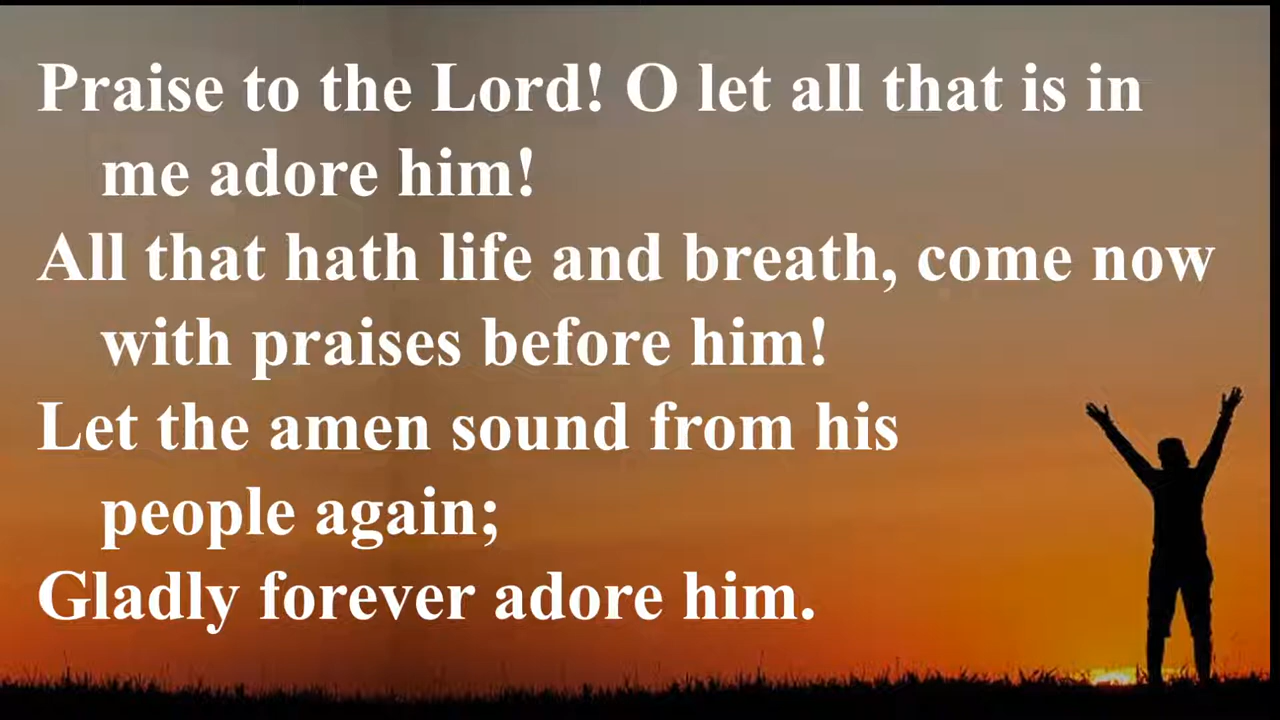 Praise to the Lord! O let all that is in
me adore him!
All that hath life and breath, come now
with praises before him!
Let the amen sound from his
people again;
Gladly forever adore him.